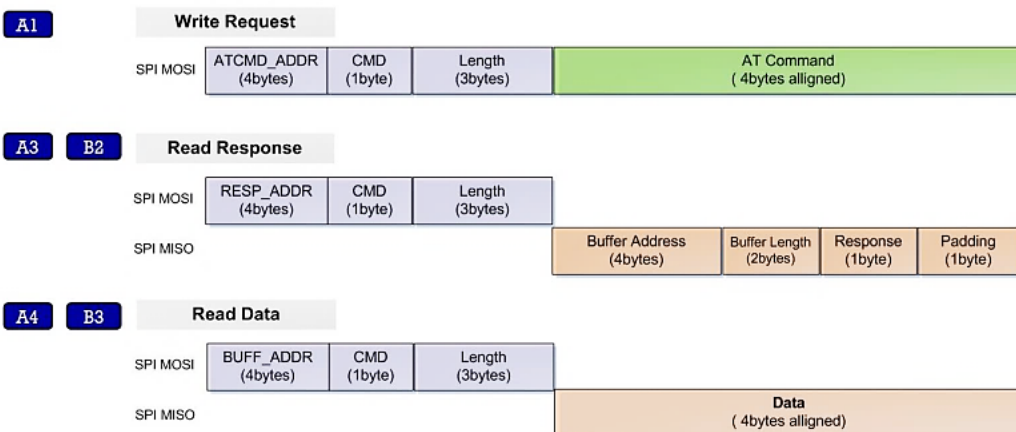 A1
Write Request
SPI MOSI
ATCMD_ADDR
(4bytes)
CMD
(1byte)
Length
(3bytes)
AT Command
( 4bytes alligned)
A3
B2
Read Response
SPI MOSI
RESP_ADDR
(4bytes)
CMD
(1byte)
Length
(3bytes)
SPI MISO
Buffer Address
(4bytes)
Buffer Length
(2bytes)
Response
(1byte)
Padding
(1byte)
A4
B3
Read Data
SPI MOSI
BUFF_ADDR
(4bytes)
CMD
(1byte)
Length
(3bytes)
SPI MISO
Data
( 4bytes alligned)